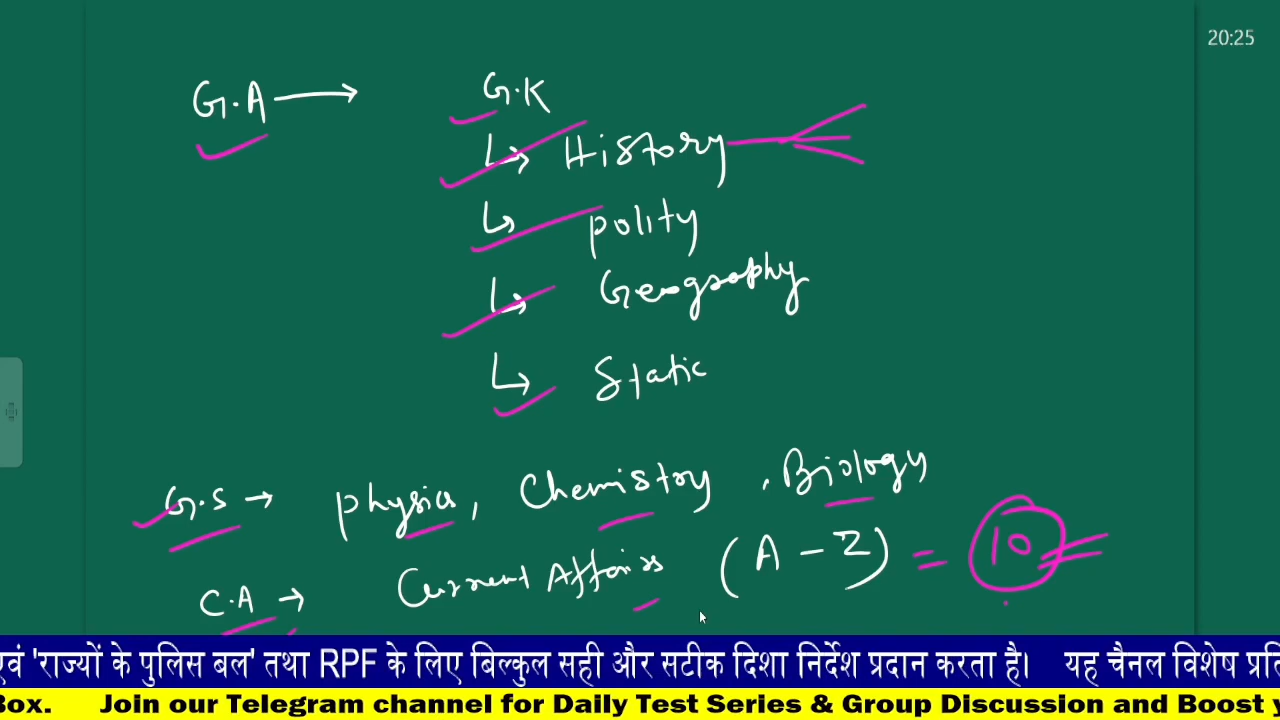 20:25
G.A → G.K
↳ History
↳ polity
↳ Geography
↳ Static
G.S → physics, Chemistry, Biology
C.A → Current Affairs (A - Z) = 10
एवं 'राज्यों के पुलिस बल' तथा RPF के लिए बिल्कुल सही और सटीक दिशा निर्देश प्रदान करता है। यह चैनल विशेष प्रति
Box. Join our Telegram channel for Daily Test Series & Group Discussion and Boost y